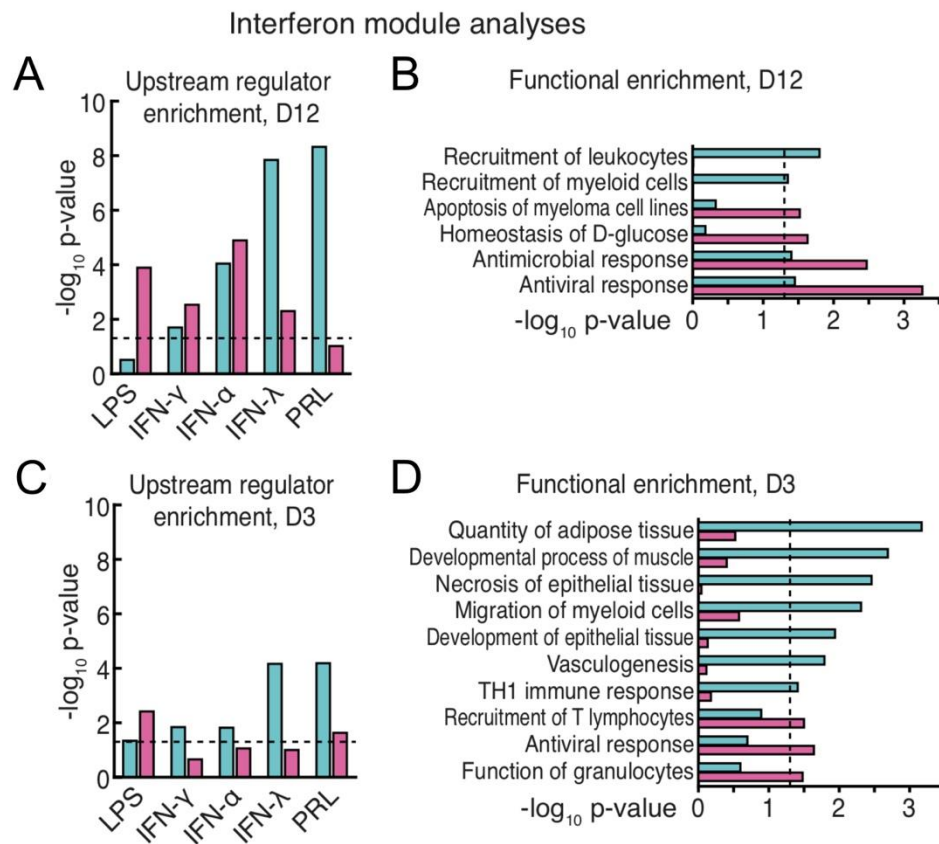 Interferon module analyses
A
Upstream regulator
enrichment, D12
-log10 p-value
10
8
6
4
2
0
LPS
IFN-γ
IFN-α
IFN-λ
PRL
B
Functional enrichment, D12
Recruitment of leukocytes
Recruitment of myeloid cells
Apoptosis of myeloma cell lines
Homeostasis of D-glucose
Antimicrobial response
Antiviral response
-log10 p-value
0 1 2 3
C
Upstream regulator
enrichment, D3
-log10 p-value
10
8
6
4
2
0
LPS
IFN-γ
IFN-α
IFN-λ
PRL
D
Functional enrichment, D3
Quantity of adipose tissue
Developmental process of muscle
Necrosis of epithelial tissue
Migration of myeloid cells
Development of epithelial tissue
Vasculogenesis
TH1 immune response
Recruitment of T lymphocytes
Antiviral response
Function of granulocytes
-log10 p-value
0 1 2 3